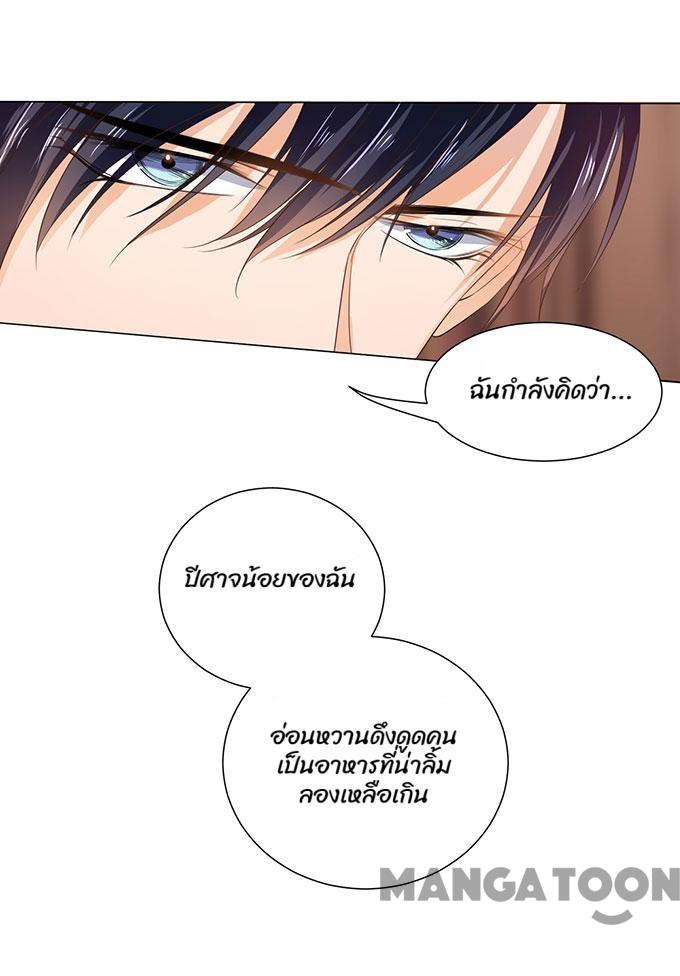 ฉันกำลังคิดว่า...
ปีศาจน้อยของฉัน
อ่อนหวานดึงดูดคน
เป็นอาหารที่น่าลิ้ม
ลองเหลือเกิน
MANGATOON